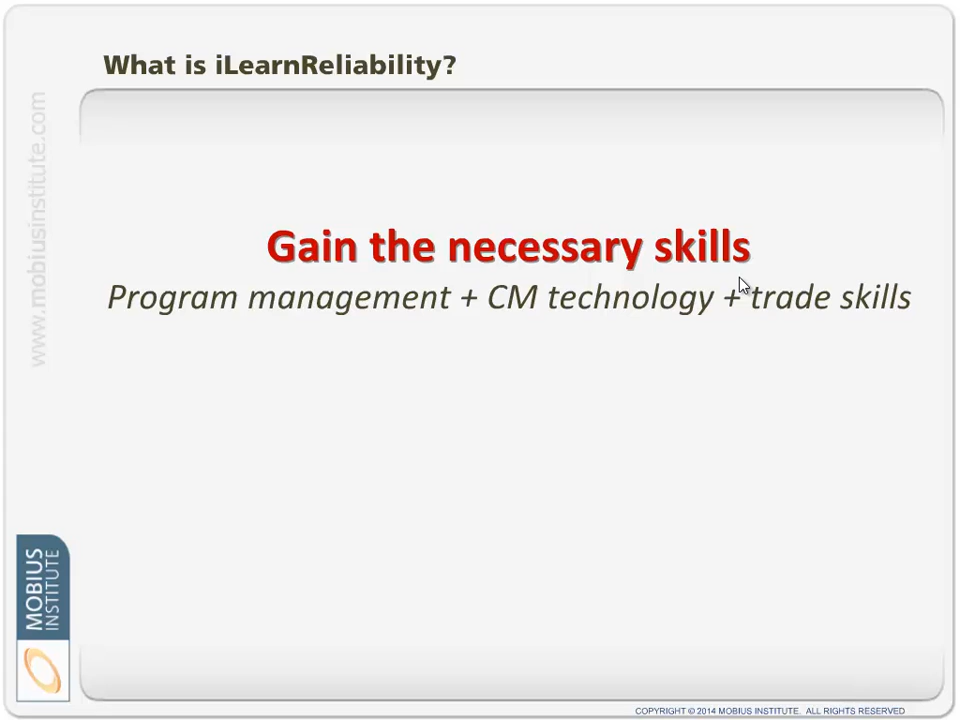 What is iLearnReliability?
www.mobiusinstitute.com
Gain the necessary skills
Program management + CM technology + trade skills
MOBIUS
INSTITUTE
COPYRIGHT © 2014 MOBIUS INSTITUTE. ALL RIGHTS RESERVED